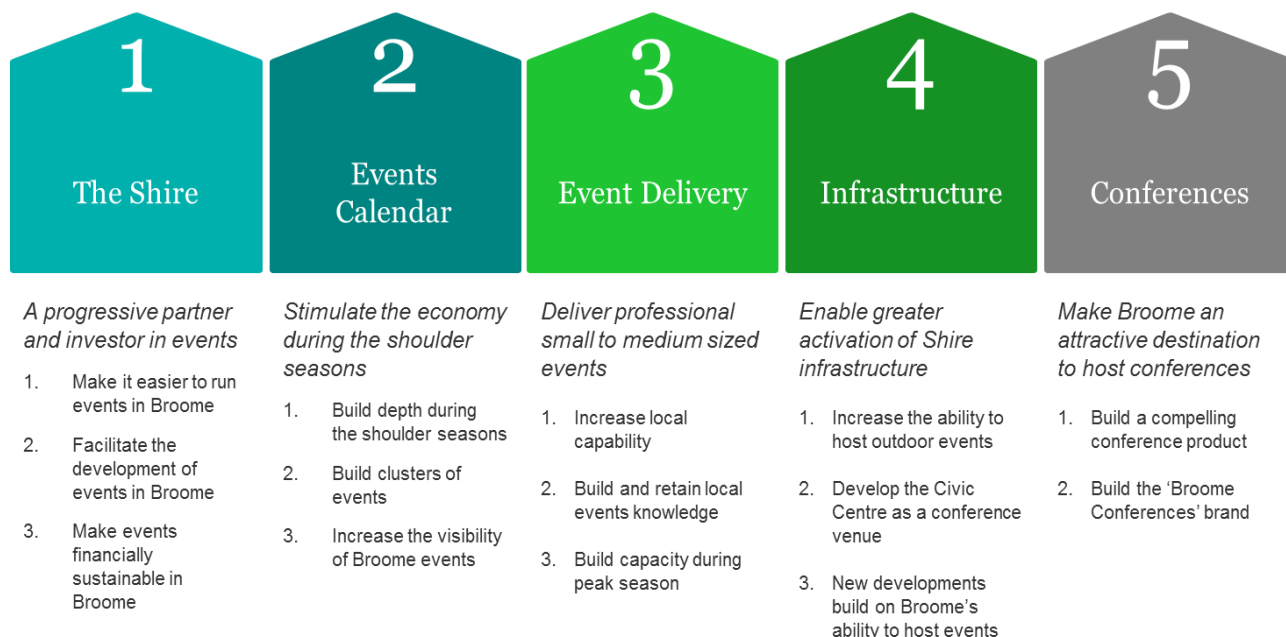 1
The Shire
A progressive partner
and investor in events
1. Make it easier to run
events in Broome
2. Facilitate the
development of
events in Broome
3. Make events
financially
sustainable in
Broome
2
Events
Calendar
Stimulate the economy
during the shoulder
seasons
1. Build depth during
the shoulder seasons
2. Build clusters of
events
3. Increase the visibility
of Broome events
3
Event Delivery
Deliver professional
small to medium sized
events
1. Increase local
capability
2. Build and retain local
events knowledge
3. Build capacity during
peak season
4
Infrastructure
Enable greater
activation of Shire
infrastructure
1. Increase the ability to
host outdoor events
2. Develop the Civic
Centre as a conference
venue
3. New developments
build on Broome’s
ability to host events
5
Conferences
Make Broome an
attractive destination
to host conferences
1. Build a compelling
conference product
2. Build the ‘Broome
Conferences’ brand